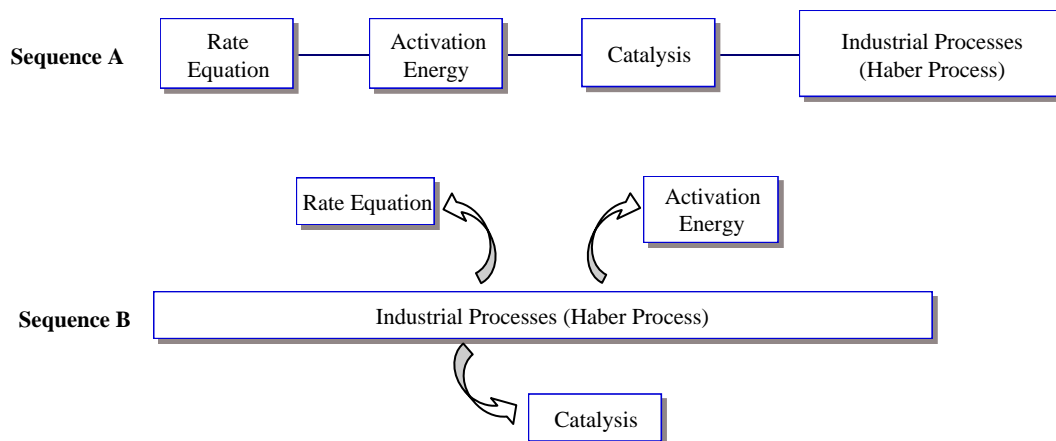 Sequence A
Rate
Equation
Activation
Energy
Catalysis
Industrial Processes
(Haber Process)
Rate Equation
Activation
Energy
Sequence B
Industrial Processes (Haber Process)
Catalysis